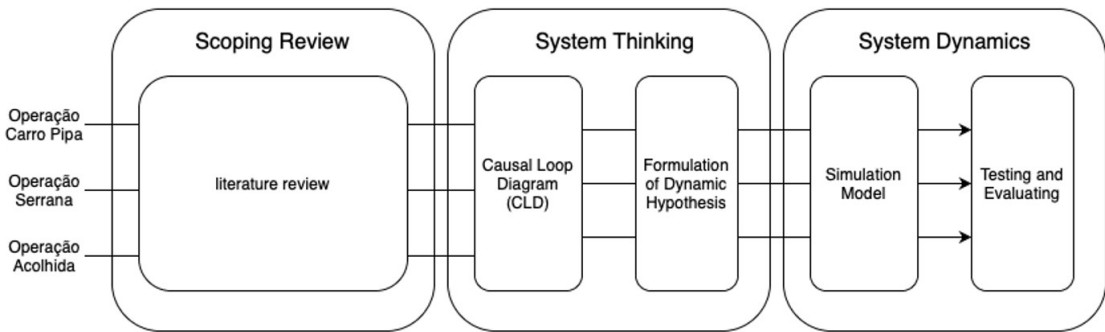 Scoping Review
System Thinking
System Dynamics
Operação
Carro Pipa
Operação
Serrana
Operação
Acolhida
literature review
Causal Loop
Diagram
(CLD)
Formulation
of Dynamic
Hypothesis
Simulation
Model
Testing and
Evaluating